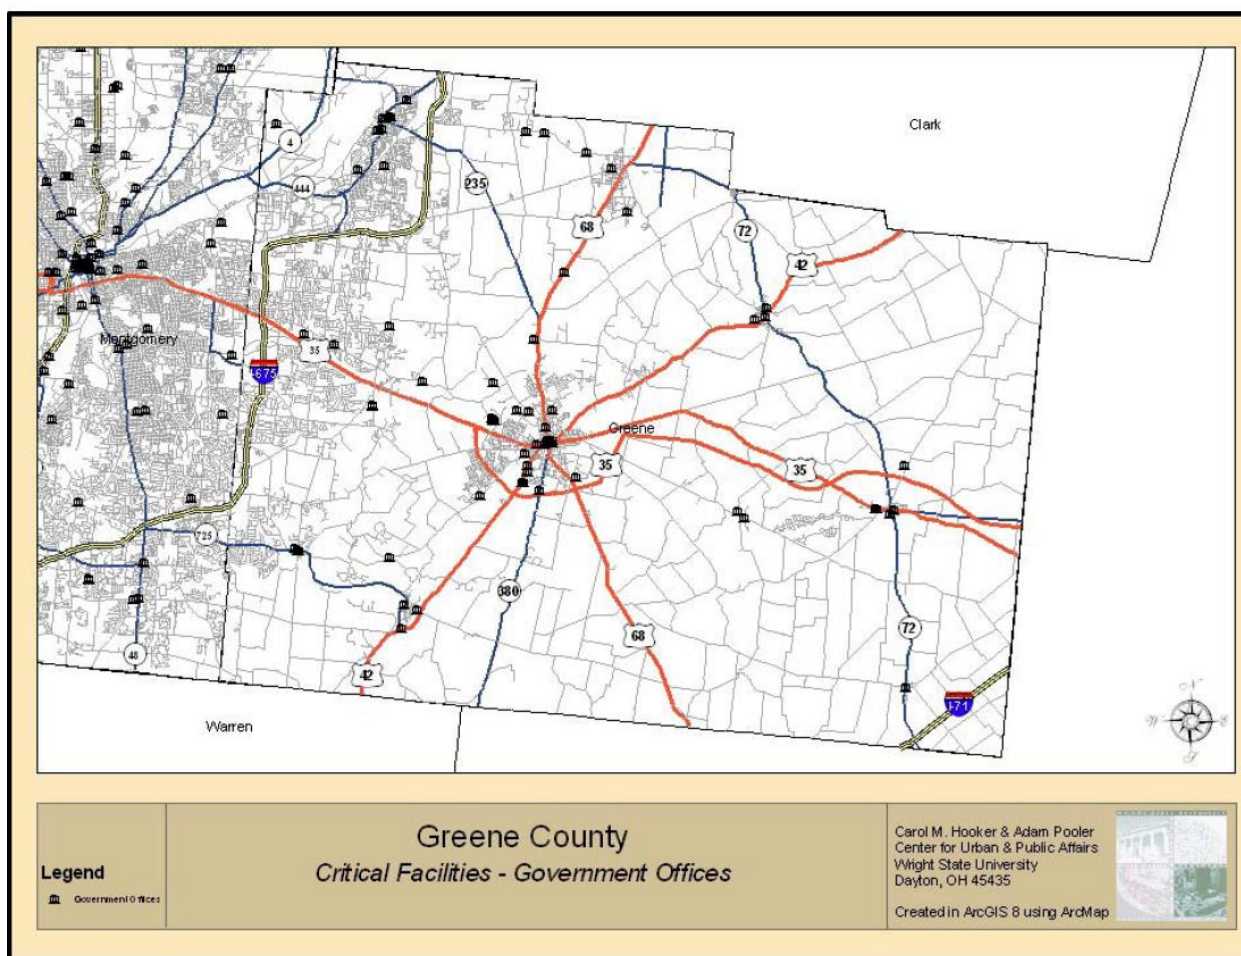 Clark
4
444
235
68
72
42
Montgomery
35
I-675
Greene
35
35
725
380
72
68
48
42
I-71
Warren
N
W
E
S
Greene County
Critical Facilities - Government Offices
Legend
Government Offices
Carol M. Hooker & Adam Pooler
Center for Urban & Public Affairs
Wright State University
Dayton, OH 45435
Created in ArcGIS 8 using ArcMap